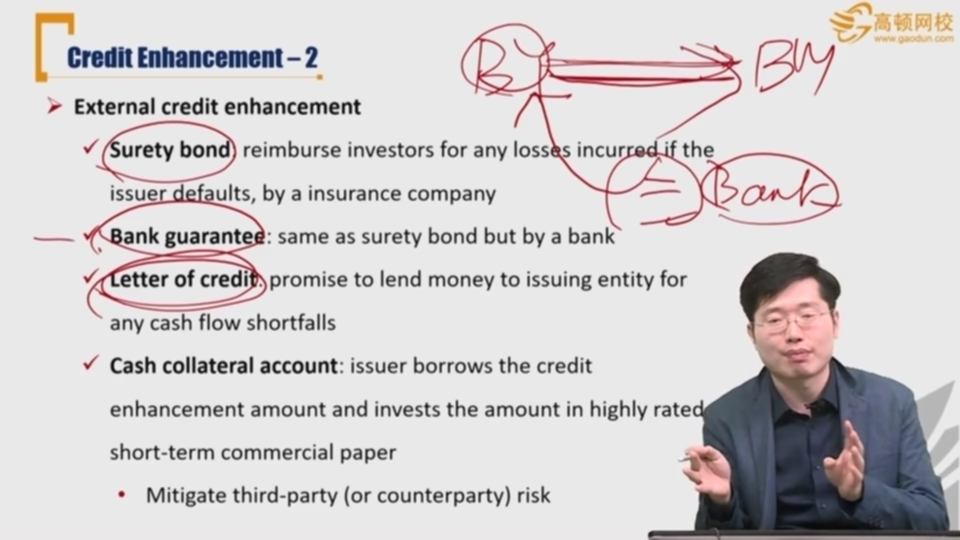 高顿网校
www.gaodun.com
Credit Enhancement – 2
External credit enhancement
Surety bond: reimburse investors for any losses incurred if the
issuer defaults, by a insurance company
Bank guarantee: same as surety bond but by a bank
Letter of credit: promise to lend money to issuing entity for
any cash flow shortfalls
Cash collateral account: issuer borrows the credit
enhancement amount and invests the amount in highly rated
short-term commercial paper
Mitigate third-party (or counterparty) risk
Bank